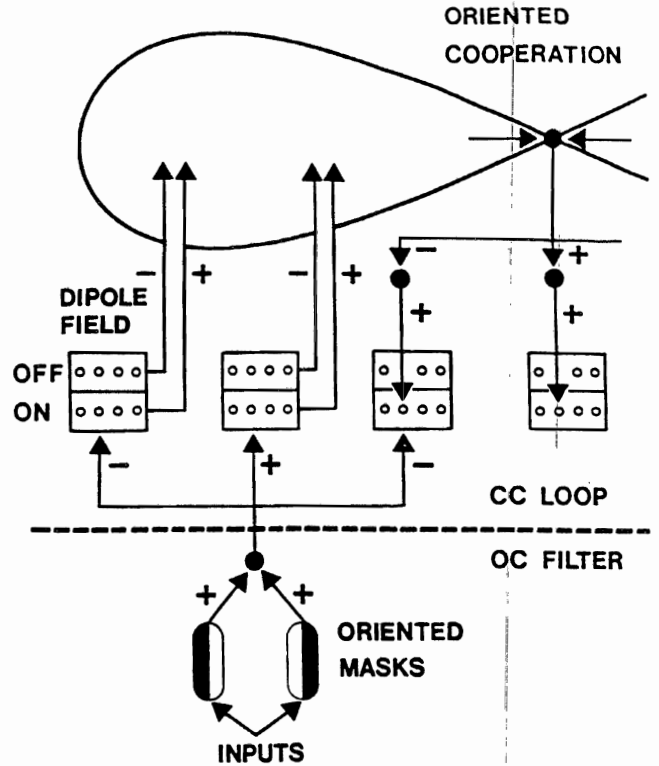 ORIENTED
COOPERATION
− + − + − +
DIPOLE
FIELD
+ +
OFF
ON
− + −
CC LOOP
OC FILTER
+ +
ORIENTED
MASKS
INPUTS